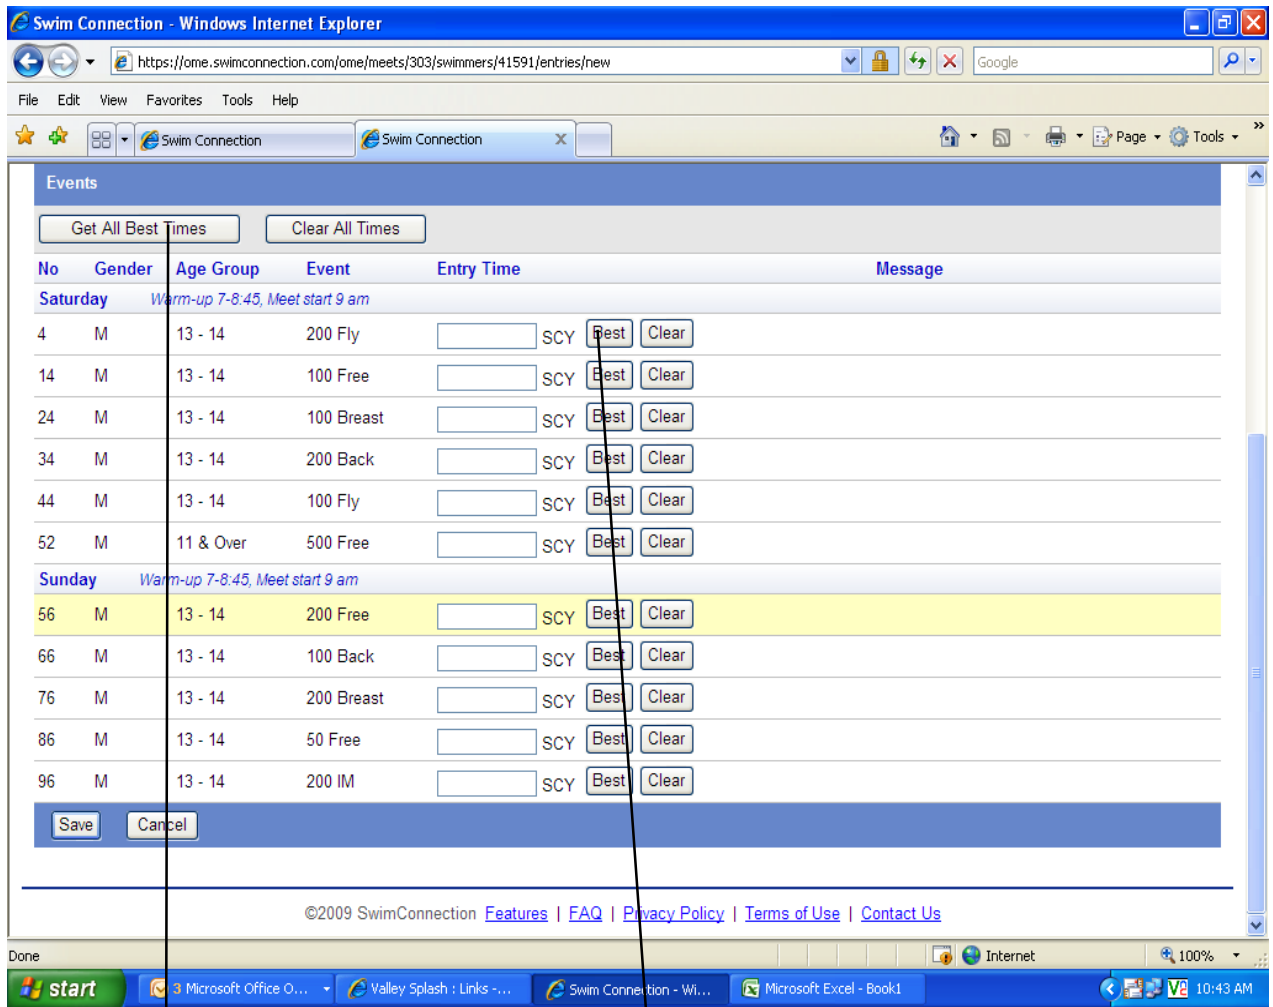 Swim Connection - Windows Internet Explorer
https://ome.swimconnection.com/ome/meets/303/swimmers/41591/entries/new
Google
File Edit View Favorites Tools Help
Swim Connection
Swim Connection
Page
Tools
Events
Get All Best Times
Clear All Times
No Gender Age Group Event Entry Time Message
Saturday Warm-up 7-8:45, Meet start 9 am
4 M 13 - 14 200 Fly SCY Best Clear
14 M 13 - 14 100 Free SCY Best Clear
24 M 13 - 14 100 Breast SCY Best Clear
34 M 13 - 14 200 Back SCY Best Clear
44 M 13 - 14 100 Fly SCY Best Clear
52 M 11 & Over 500 Free SCY Best Clear
Sunday Warm-up 7-8:45, Meet start 9 am
56 M 13 - 14 200 Free SCY Best Clear
66 M 13 - 14 100 Back SCY Best Clear
76 M 13 - 14 200 Breast SCY Best Clear
86 M 13 - 14 50 Free SCY Best Clear
96 M 13 - 14 200 IM SCY Best Clear
Save Cancel
©2009 SwimConnection Features | FAQ | Privacy Policy | Terms of Use | Contact Us
Done Internet 100%
start 3 Microsoft Office O... Valley Splash : Links -... Swim Connection - Wi... Microsoft Excel - Book1 10:43 AM